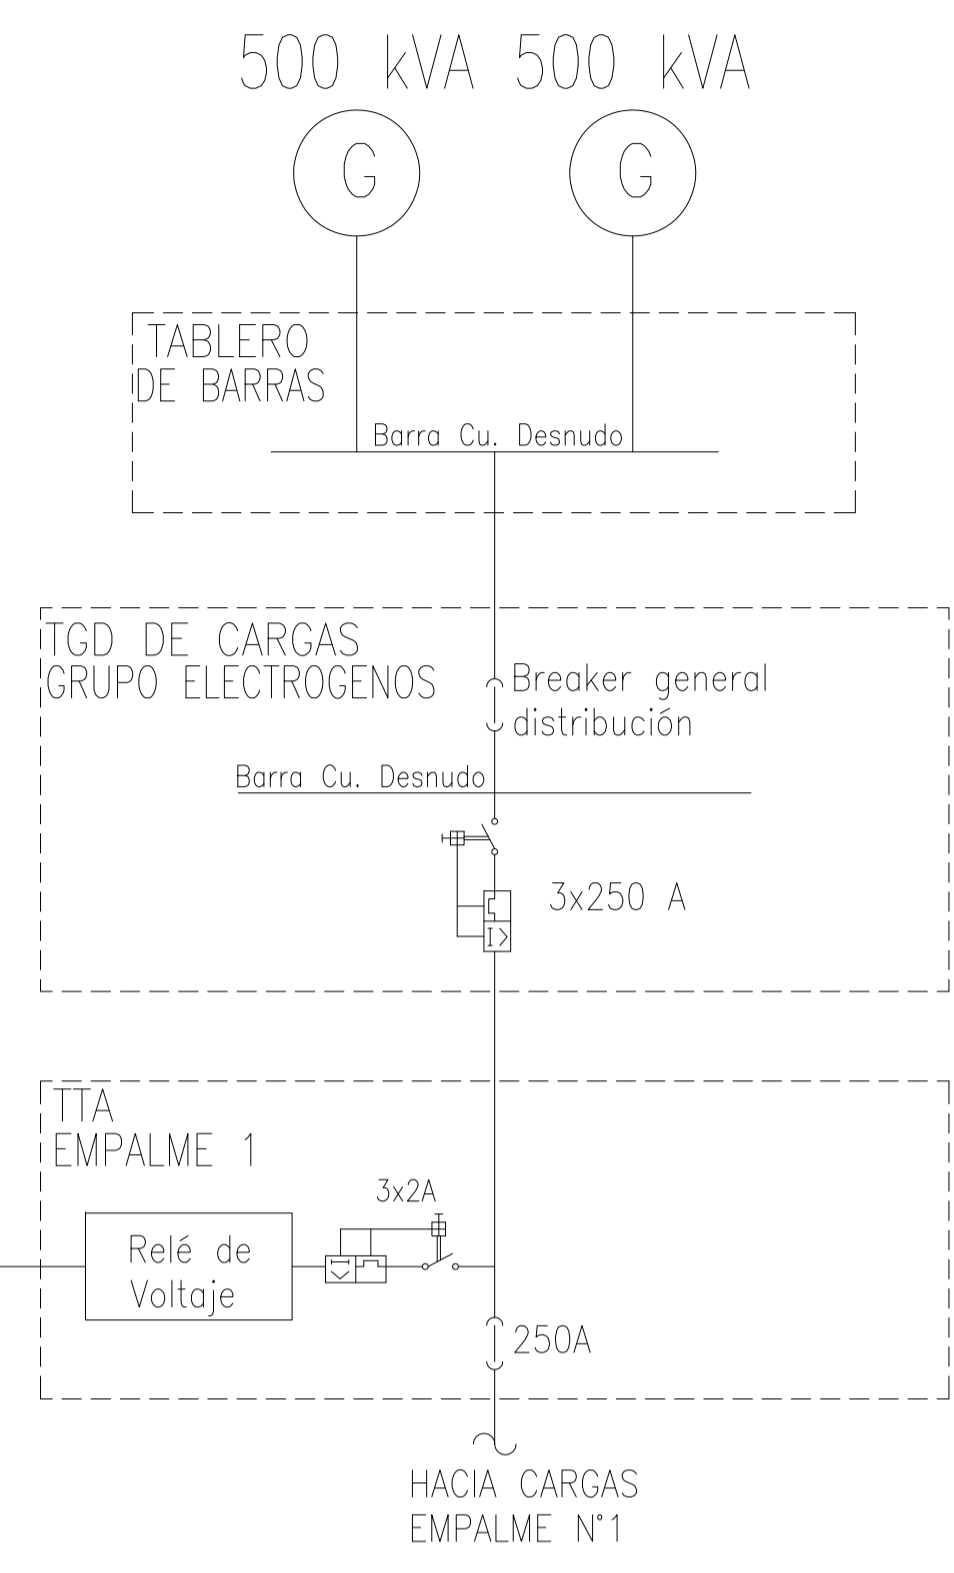 500 kVA 500 kVA
G G
TABLERO
DE BARRAS
Barra Cu. Desnudo
TGD DE CARGAS
GRUPO ELECTROGENOS
Breaker general
distribución
Barra Cu. Desnudo
3x250 A
I>
TTA
EMPALME 1
3x2A
Relé de
Voltaje
I>
250A
HACIA CARGAS
EMPALME N°1